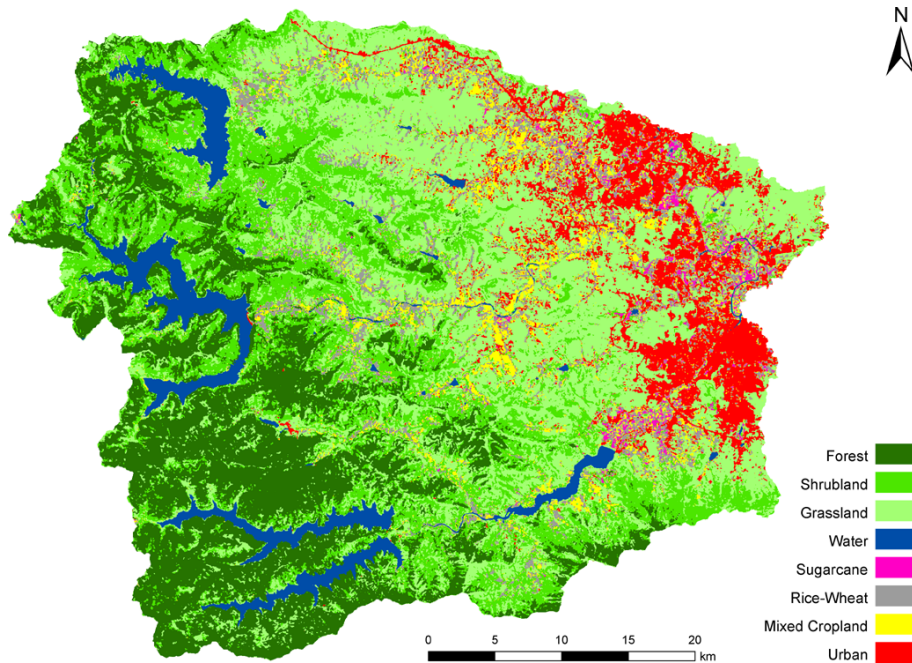 N
Forest
Shrubland
Grassland
Water
Sugarcane
Rice-Wheat
Mixed Cropland
Urban
0 5 10 15 20
km